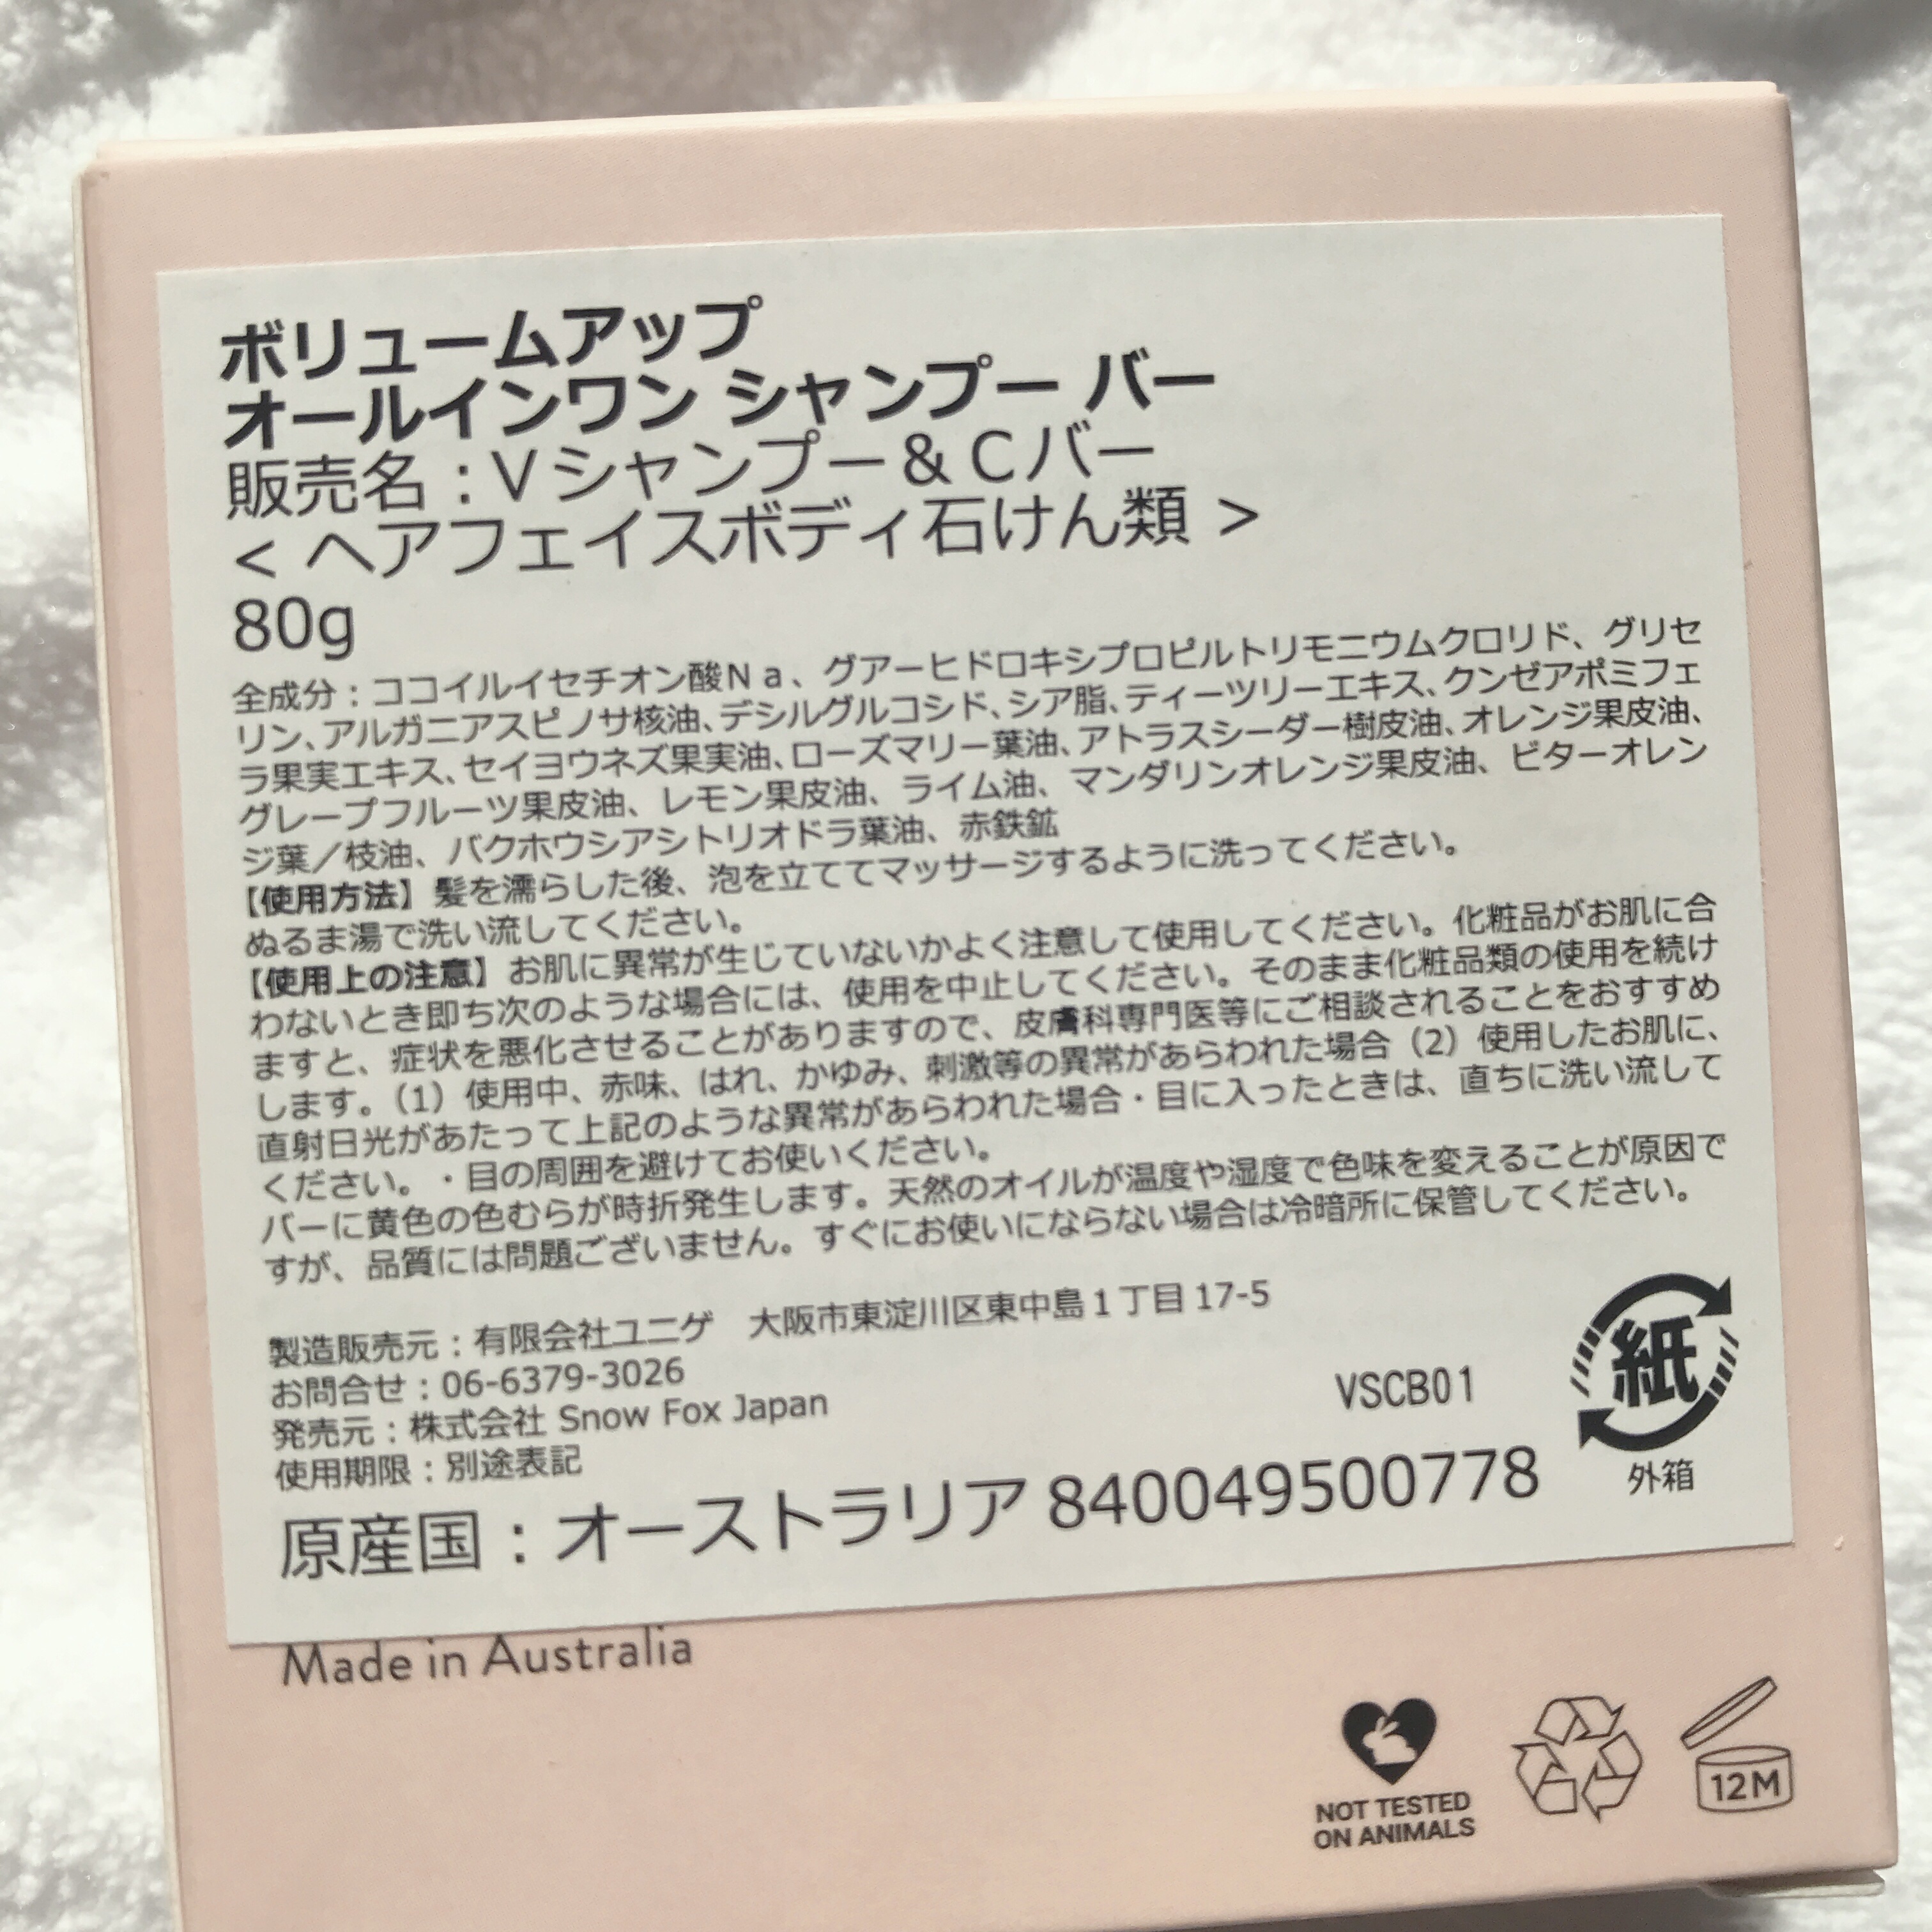 ボリュームアップ
オールインワン シャンプー バー
販売名：Vシャンプー＆Cバー
＜ ヘアフェイスボディ石けん類 ＞
80g
全成分：ココイルイセチオン酸Ｎａ、グアーヒドロキシプロピルトリモニウムクロリド、グリセ
リン、アルガニアスピノサ核油、デシルグルコシド、シア脂、ティーツリーエキス、クンゼアポミフェ
ラ果実エキス、セイヨウネズ果実油、ローズマリー葉油、アトラスシーダー樹皮油、オレンジ果皮油、
グレープフルーツ果皮油、レモン果皮油、ライム油、マンダリンオレンジ果皮油、ビターオレン
ジ葉／枝油、バクホウシアシトリオドラ葉油、赤鉄鉱
【使用方法】髪を濡らした後、泡を立ててマッサージするように洗ってください。
ぬるま湯で洗い流してください。
【使用上の注意】お肌に異常が生じていないかよく注意して使用してください。化粧品がお肌に合
わないとき即ち次のような場合には、使用を中止してください。そのまま化粧品類の使用を続け
ますと、症状を悪化させることがありますので、皮膚科専門医等にご相談されることをおすすめ
します。（1）使用中、赤味、はれ、かゆみ、刺激等の異常があらわれた場合（2）使用したお肌に、
直射日光があたって上記のような異常があらわれた場合・目に入ったときは、直ちに洗い流して
ください。・目の周囲を避けてお使いください。
バーに黄色の色むらが時折発生します。天然のオイルが温度や湿度で色味を変えることが原因で
すが、品質には問題ございません。すぐにお使いにならない場合は冷暗所に保管してください。
製造販売元：有限会社ユニゲ　大阪市東淀川区東中島１丁目17-5
お問合せ：06-6379-3026
発売元：株式会社 Snow Fox Japan
使用期限：別途表記
VSCB01
紙
外箱
原産国：オーストラリア 840049500778
Made in Australia
NOT TESTED
ON ANIMALS
12M